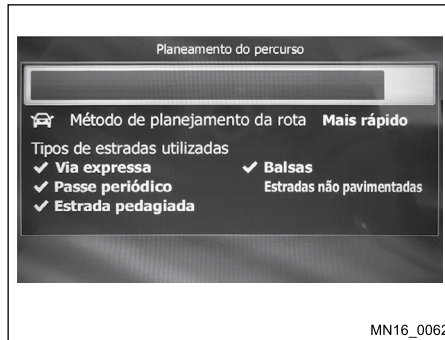 Planeamento do percurso
Método de planejamento da rota Mais rápido
Tipos de estradas utilizadas
✓ Via expressa ✓ Balsas
✓ Passe periódico Estradas não pavimentadas
✓ Estrada pedagiada
MN16_0062